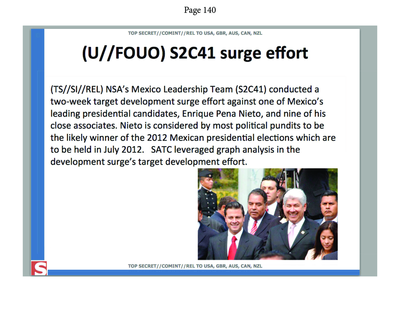 Page 140
TOP SECRET//COMINT//REL TO USA, GBR, AUS, CAN, NZL
(U//FOUO) S2C41 surge effort
(TS//SI//REL) NSA's Mexico Leadership Team (S2C41) conducted a
two-week target development surge effort against one of Mexico's
leading presidential candidates, Enrique Pena Nieto, and nine of his
close associates. Nieto is considered by most political pundits to be
the likely winner of the 2012 Mexican presidential elections which are
to be held in July 2012. SATC leveraged graph analysis in the
development surge's target development effort.
S
TOP SECRET//COMINT//REL TO USA, GBR, AUS, CAN, NZL